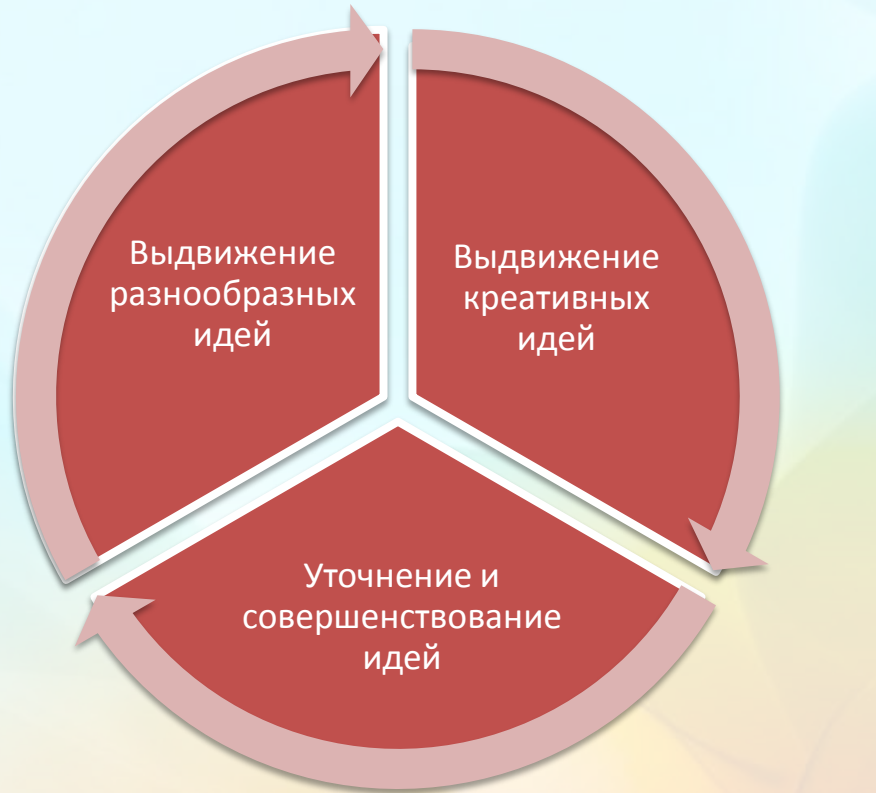 Выдвижение
разнообразных
идей
Выдвижение
креативных
идей
Уточнение и
совершенствование
идей